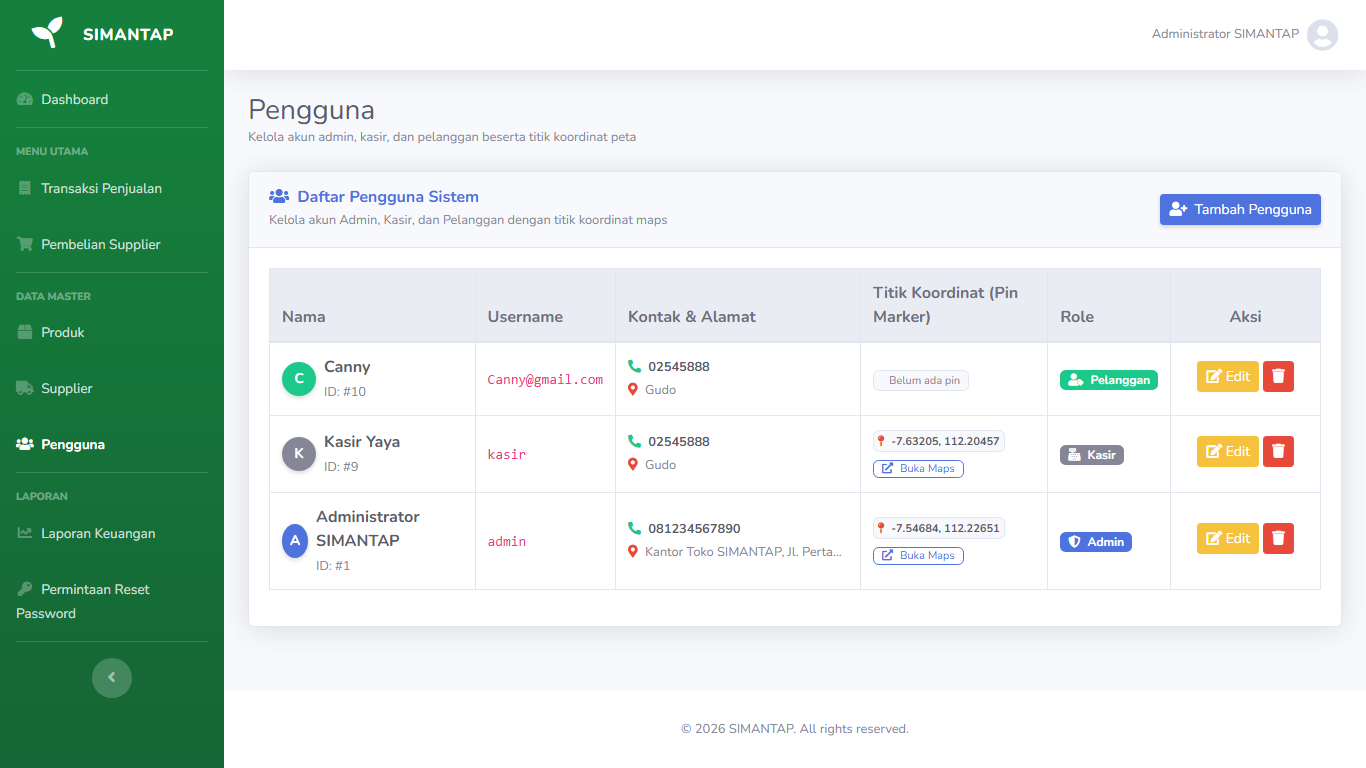 SIMANTAP
Administrator SIMANTAP
Dashboard
MENU UTAMA
Transaksi Penjualan
Pembelian Supplier
DATA MASTER
Produk
Supplier
Pengguna
LAPORAN
Laporan Keuangan
Permintaan Reset
Password
Pengguna
Kelola akun admin, kasir, dan pelanggan beserta titik koordinat peta
Daftar Pengguna Sistem
Kelola akun Admin, Kasir, dan Pelanggan dengan titik koordinat maps
Tambah Pengguna
Nama Username Kontak & Alamat Titik Koordinat (Pin
Marker) Role Aksi
C Canny
ID: #10
Canny@gmail.com
02545888
Gudo
Belum ada pin
Pelanggan
Edit
K Kasir Yaya
ID: #9
kasir
02545888
Gudo
-7.63205, 112.20457
Buka Maps
Kasir
Edit
A Administrator
SIMANTAP
ID: #1
admin
081234567890
Kantor Toko SIMANTAP, Jl. Perta...
-7.54684, 112.22651
Buka Maps
Admin
Edit
© 2026 SIMANTAP. All rights reserved.